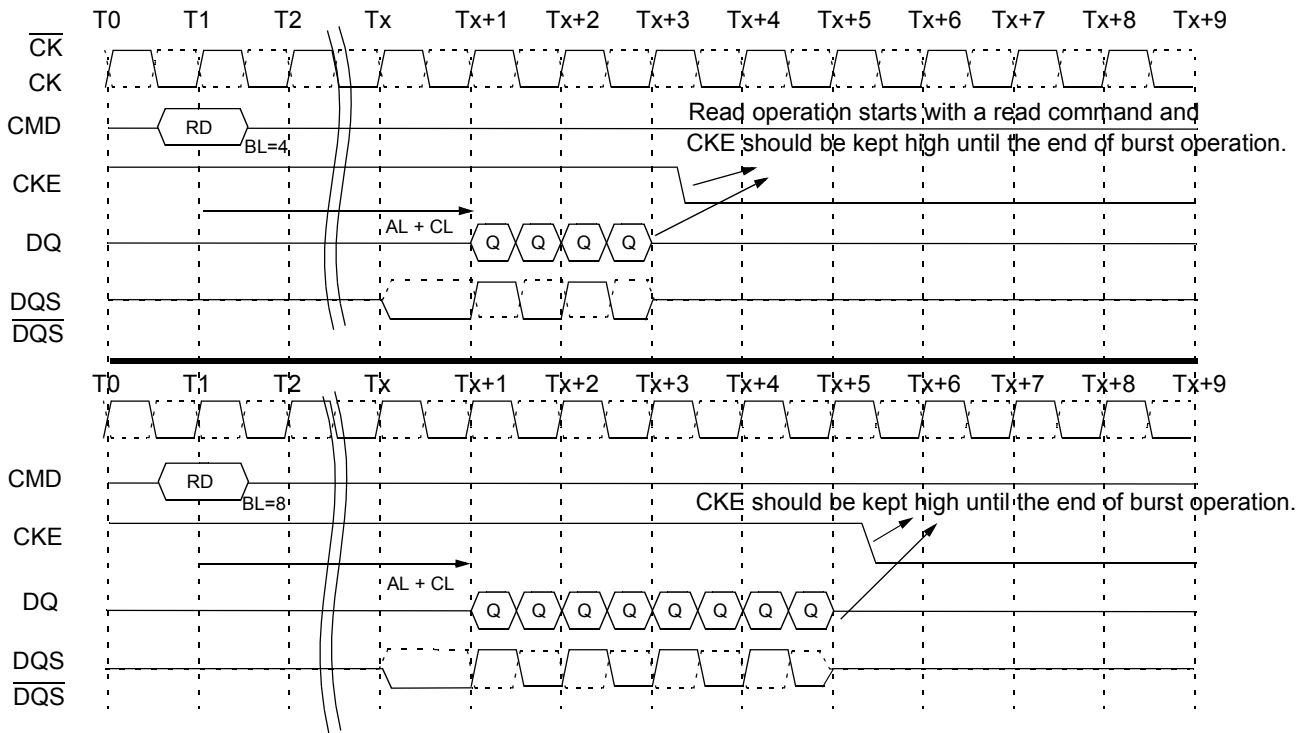 T0 T1 T2 Tx Tx+1 Tx+2 Tx+3 Tx+4 Tx+5 Tx+6 Tx+7 Tx+8 Tx+9
CK
CK
CMD RD BL=4
Read operation starts with a read command and
CKE should be kept high until the end of burst operation.
CKE
AL + CL
DQ Q Q Q Q
DQS
DQS
T0 T1 T2 Tx Tx+1 Tx+2 Tx+3 Tx+4 Tx+5 Tx+6 Tx+7 Tx+8 Tx+9
CMD RD BL=8
CKE should be kept high until the end of burst operation.
CKE
AL + CL
DQ Q Q Q Q Q Q Q Q
DQS
DQS